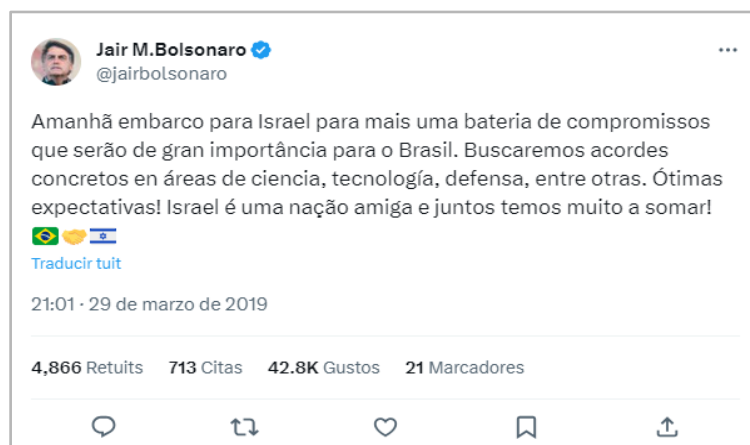 Jair M.Bolsonaro
@jairbolsonaro
Amanhã embarco para Israel para mais uma bateria de compromissos
que serão de gran importância para o Brasil. Buscaremos acordes
concretos en áreas de ciencia, tecnología, defensa, entre otras. Ótimas
expectativas! Israel é uma nação amiga e juntos temos muito a somar!
🇧🇷🤝🇮🇱
Traducir tuit
21:01 · 29 de marzo de 2019
4,866 Retuits 713 Citas 42.8K Gustos 21 Marcadores